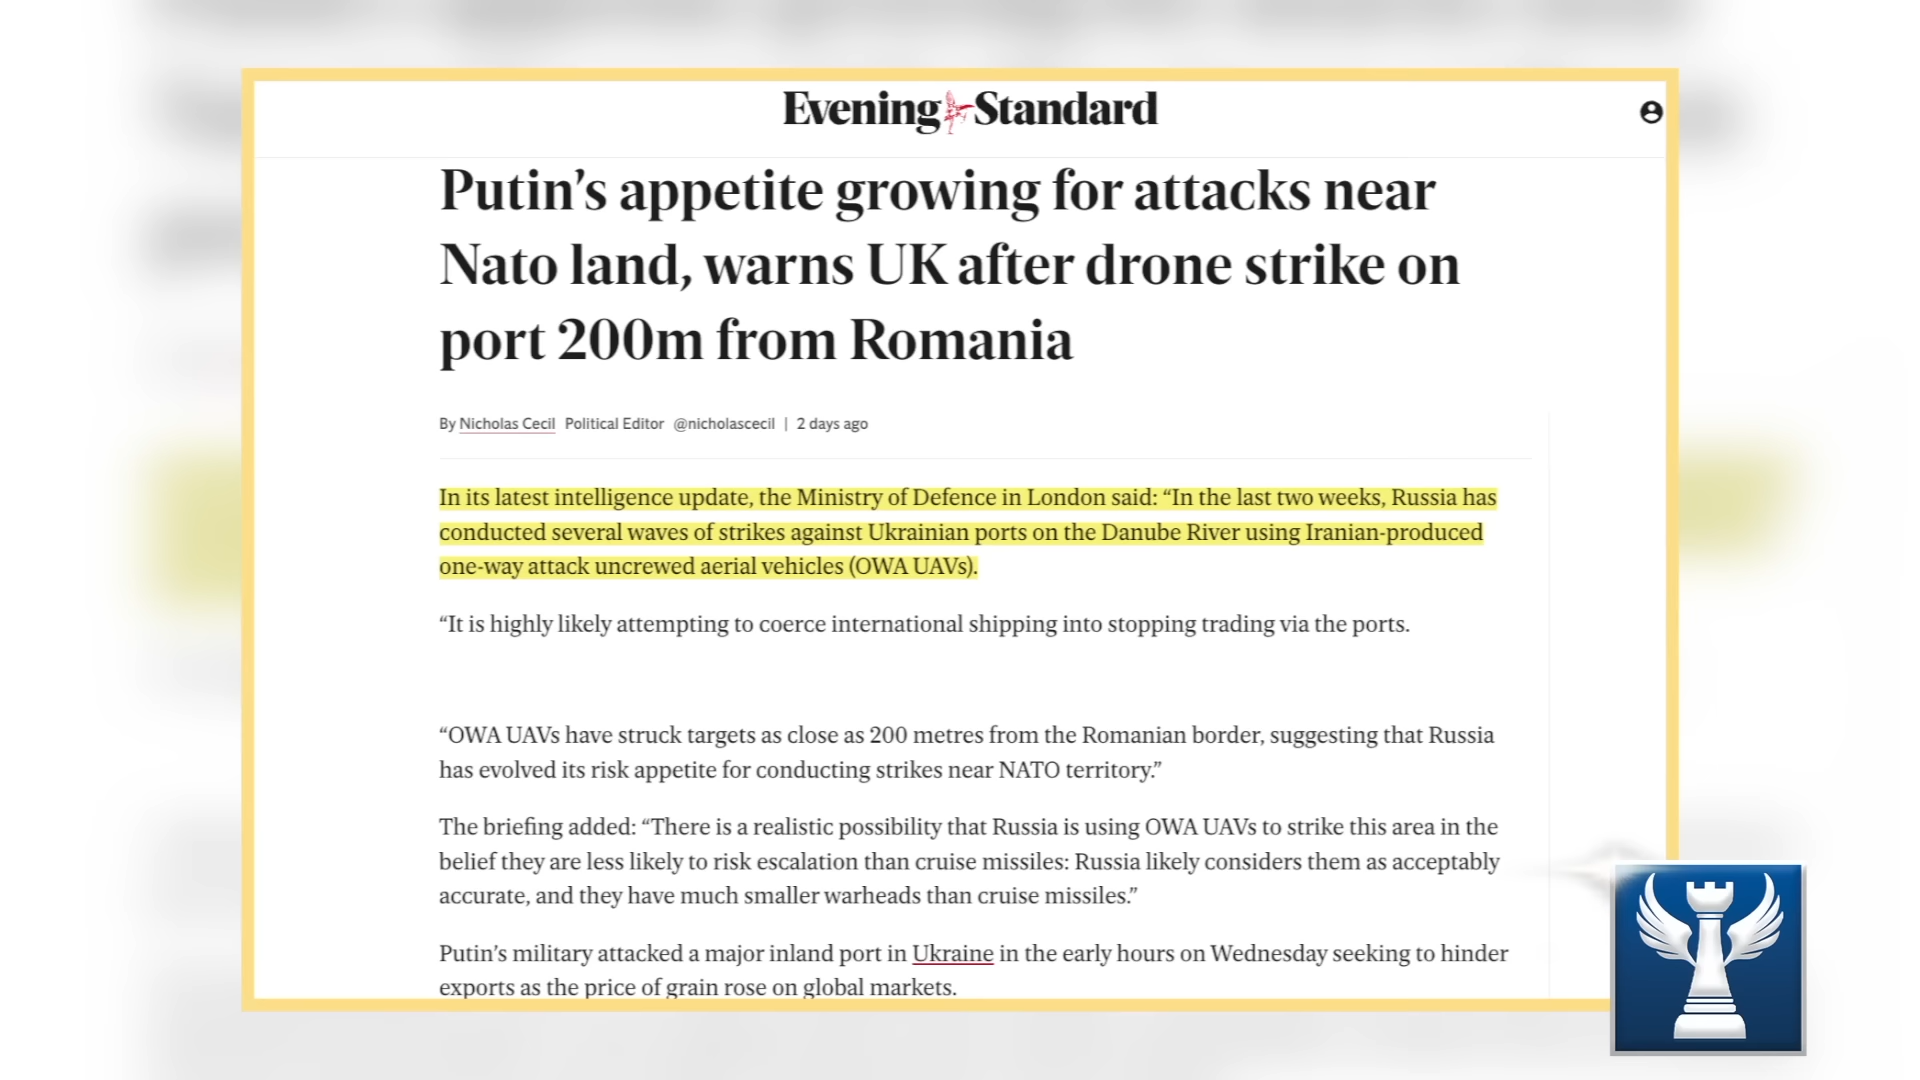 Evening Standard
Putin’s appetite growing for attacks near
Nato land, warns UK after drone strike on
port 200m from Romania
By Nicholas Cecil Political Editor @nicholascecil | 2 days ago
In its latest intelligence update, the Ministry of Defence in London said: “In the last two weeks, Russia has
conducted several waves of strikes against Ukrainian ports on the Danube River using Iranian-produced
one-way attack uncrewed aerial vehicles (OWA UAVs).
“It is highly likely attempting to coerce international shipping into stopping trading via the ports.
“OWA UAVs have struck targets as close as 200 metres from the Romanian border, suggesting that Russia
has evolved its risk appetite for conducting strikes near NATO territory.”
The briefing added: “There is a realistic possibility that Russia is using OWA UAVs to strike this area in the
belief they are less likely to risk escalation than cruise missiles: Russia likely considers them as acceptably
accurate, and they have much smaller warheads than cruise missiles.”
Putin’s military attacked a major inland port in Ukraine in the early hours on Wednesday seeking to hinder
exports as the price of grain rose on global markets.